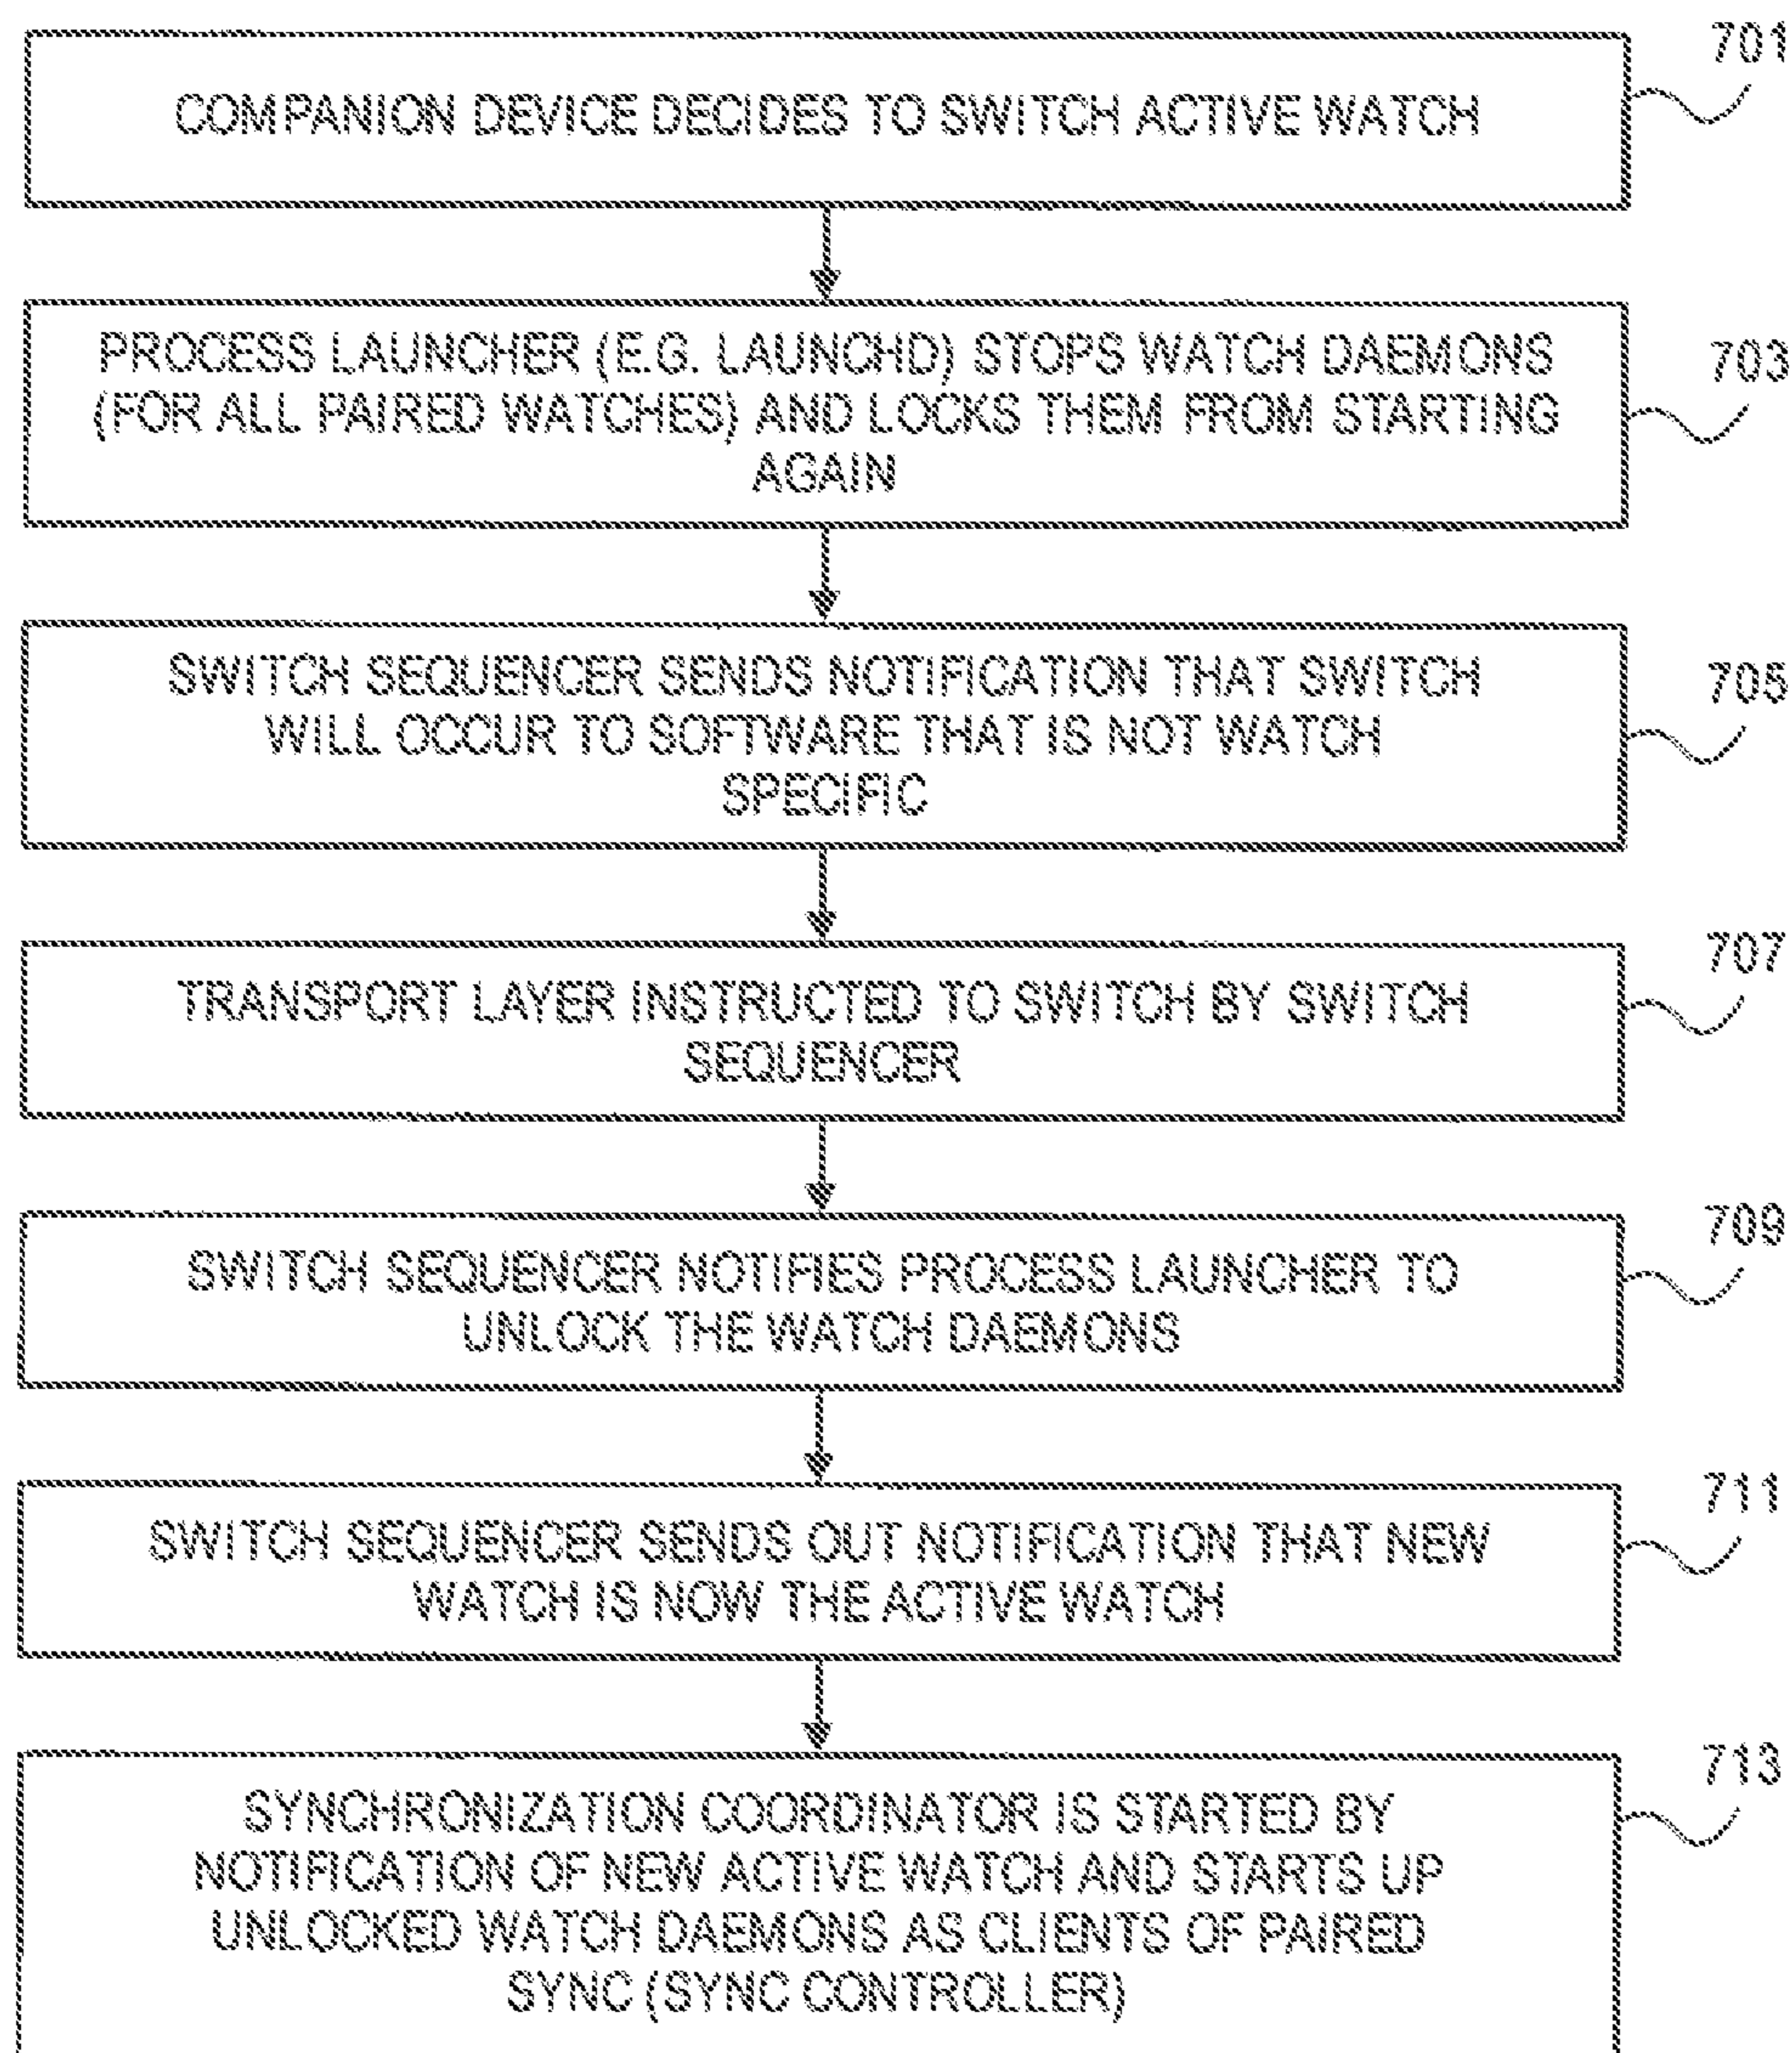 701
COMPANION DEVICE DECIDES TO SWITCH ACTIVE WATCH
703
PROCESS LAUNCHER (E.G. LAUNCHD) STOPS WATCH DAEMONS
(FOR ALL PAIRED WATCHES) AND LOCKS THEM FROM STARTING
AGAIN
705
SWITCH SEQUENCER SENDS NOTIFICATION THAT SWITCH
WILL OCCUR TO SOFTWARE THAT IS NOT WATCH
SPECIFIC
707
TRANSPORT LAYER INSTRUCTED TO SWITCH BY SWITCH
SEQUENCER
709
SWITCH SEQUENCER NOTIFIES PROCESS LAUNCHER TO
UNLOCK THE WATCH DAEMONS
711
SWITCH SEQUENCER SENDS OUT NOTIFICATION THAT NEW
WATCH IS NOW THE ACTIVE WATCH
713
SYNCHRONIZATION COORDINATOR IS STARTED BY
NOTIFICATION OF NEW ACTIVE WATCH AND STARTS UP
UNLOCKED WATCH DAEMONS AS CLIENTS OF PAIRED
SYNC (SYNC CONTROLLER)